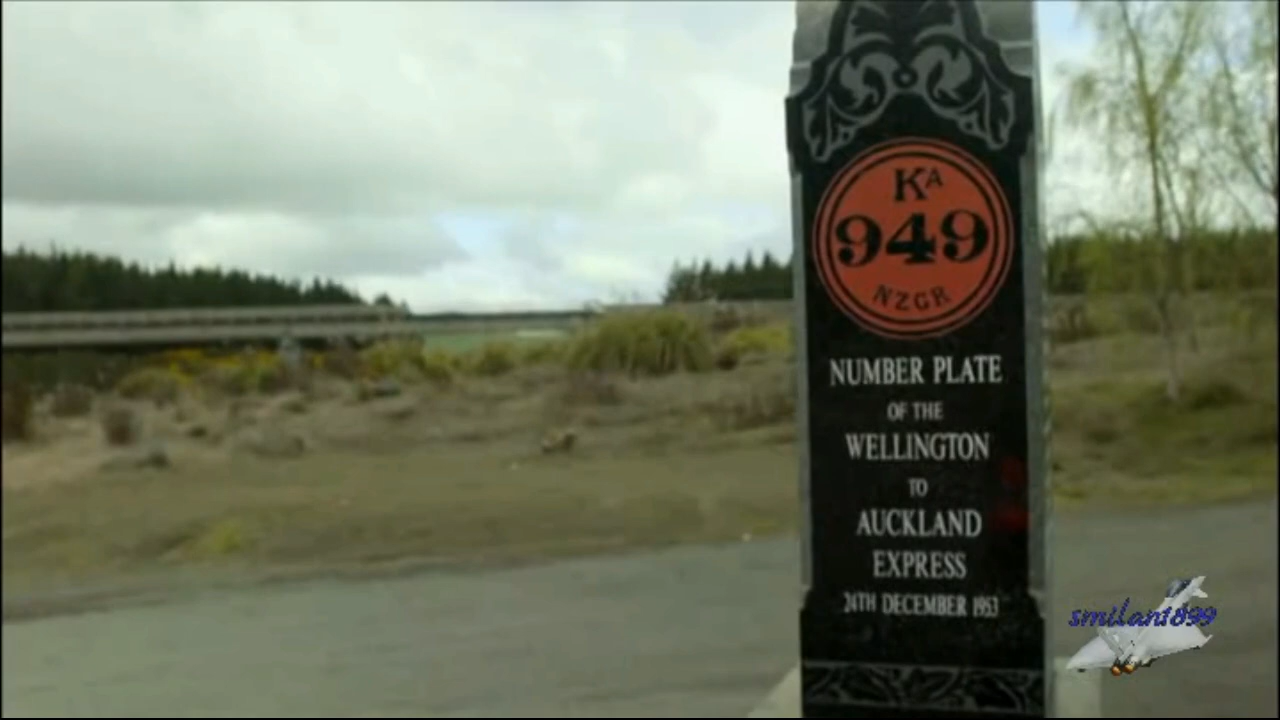 KA
949
NZGR
NUMBER PLATE
OF THE
WELLINGTON
TO
AUCKLAND
EXPRESS
24TH DECEMBER 1953
smilan1899